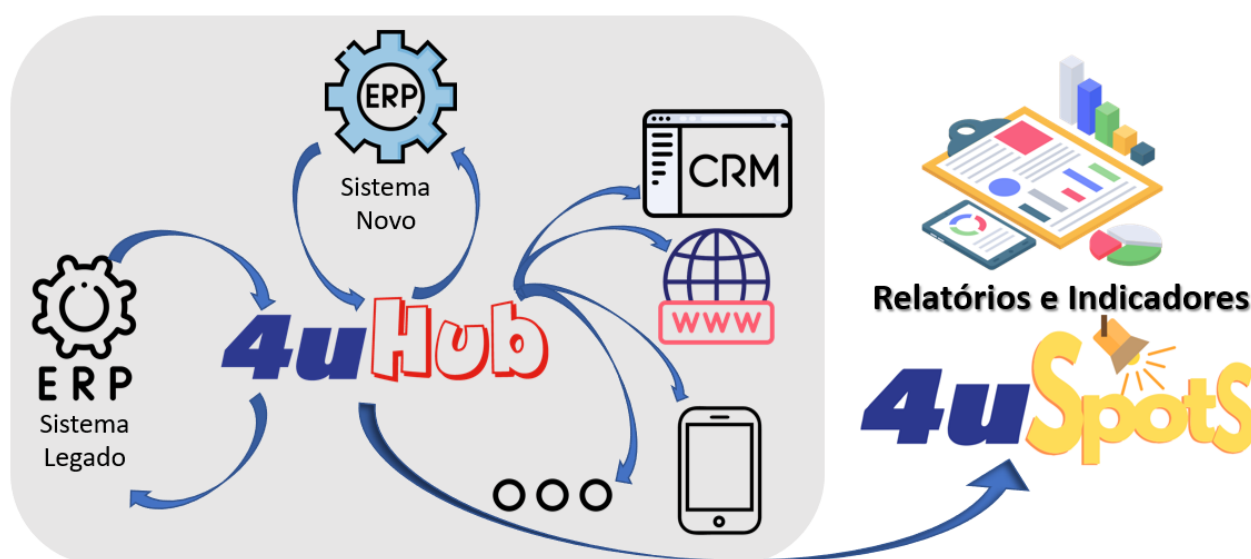 ERP
Sistema
Novo
CRM
WWW
ERP
Sistema
Legado
4uHub
Relatórios e Indicadores
4uSpotS